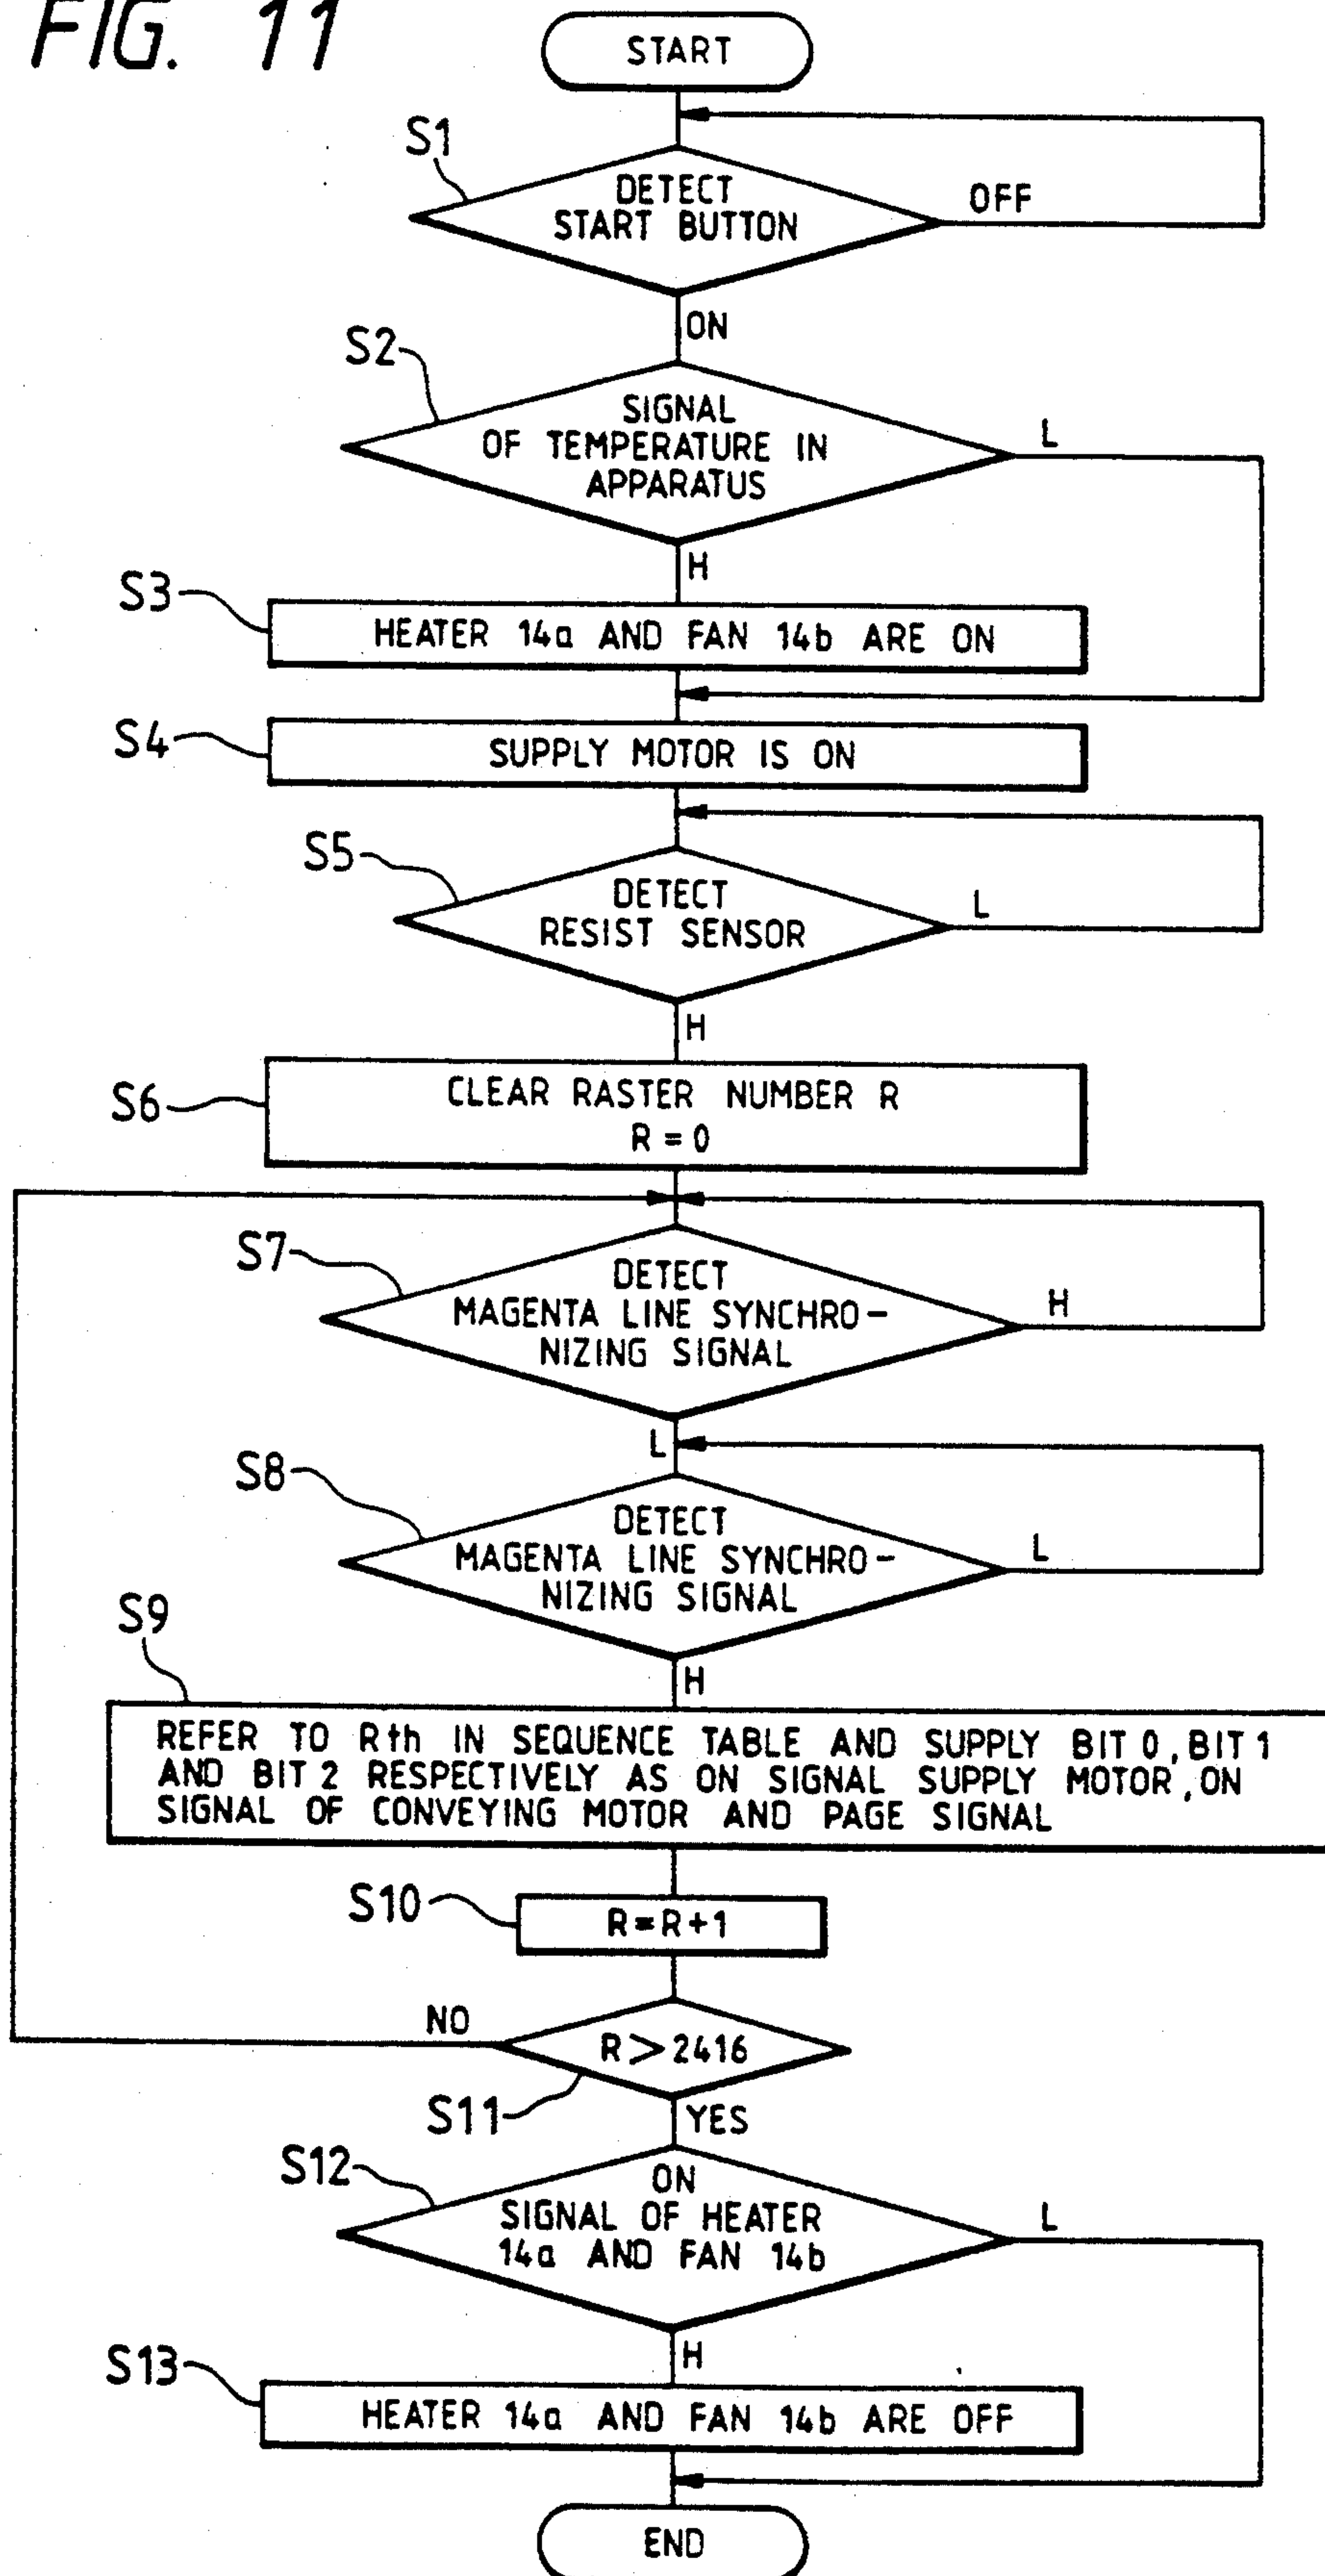 FIG. 11
START
S1
DETECT
START BUTTON
OFF
ON
S2
SIGNAL
OF TEMPERATURE IN
APPARATUS
L
H
S3
HEATER 14a AND FAN 14b ARE ON
S4
SUPPLY MOTOR IS ON
S5
DETECT
RESIST SENSOR
L
H
S6
CLEAR RASTER NUMBER R
R = 0
S7
DETECT
MAGENTA LINE SYNCHRO-
NIZING SIGNAL
H
L
S8
DETECT
MAGENTA LINE SYNCHRO-
NIZING SIGNAL
L
H
S9
REFER TO Rth IN SEQUENCE TABLE AND SUPPLY BIT 0, BIT 1
AND BIT 2 RESPECTIVELY AS ON SIGNAL SUPPLY MOTOR, ON
SIGNAL OF CONVEYING MOTOR AND PAGE SIGNAL
S10
R=R+1
NO
R>2416
S11
YES
S12
ON
SIGNAL OF HEATER
14a AND FAN 14b
L
H
S13
HEATER 14a AND FAN 14b ARE OFF
END